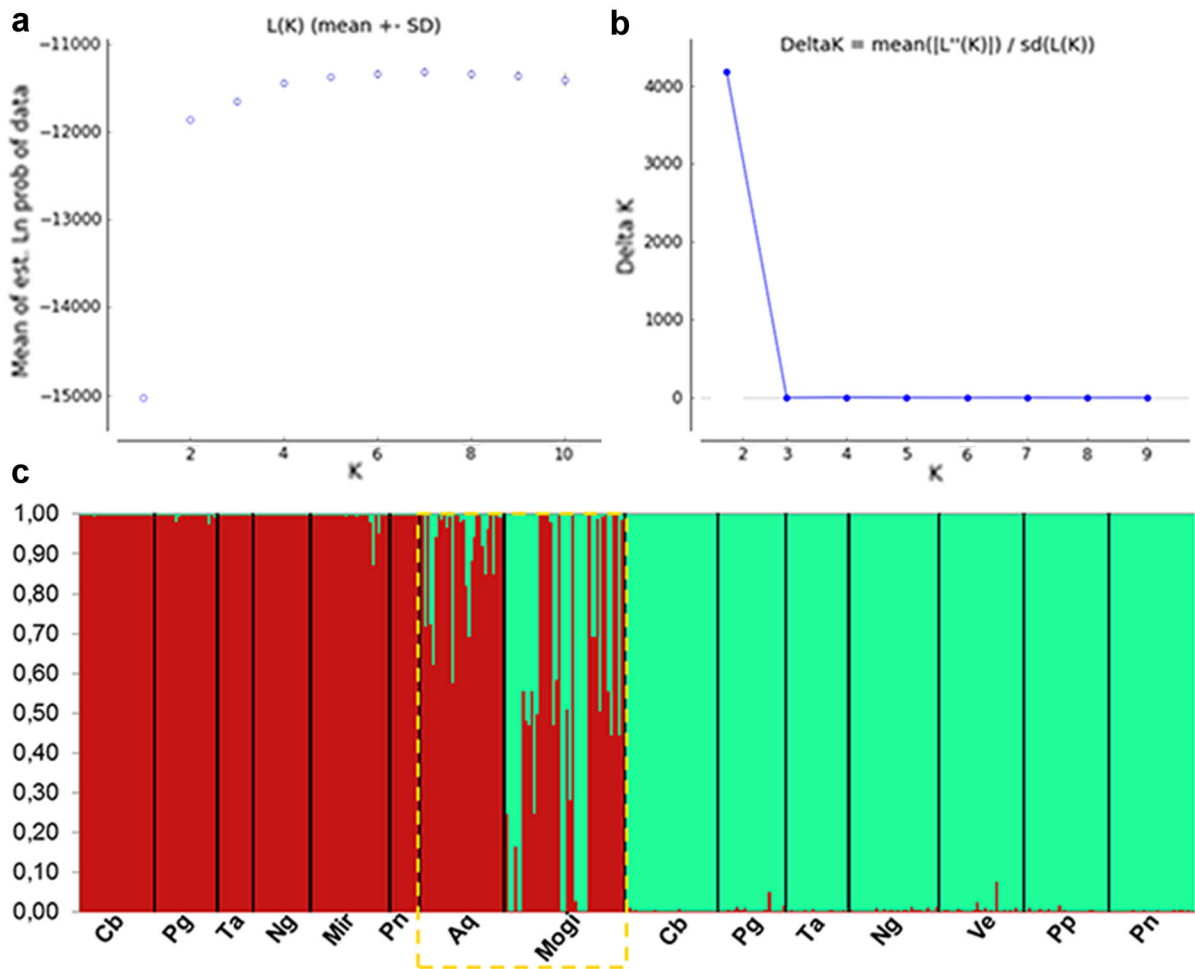 a
L(K) (mean +- SD)
Mean of est. Ln prob of data
−11000
−12000
−13000
−14000
−15000
2 4 6 8 10
K
b
DeltaK = mean(|L''(K)|) / sd(L(K))
Delta K
4000
3000
2000
1000
0
2 3 4 5 6 7 8 9
K
c
1,00
0,90
0,80
0,70
0,60
0,50
0,40
0,30
0,20
0,10
0,00
Cb Pg Ta Ng Mir Pn Aq Mogi Cb Pg Ta Ng Ve Pp Pn